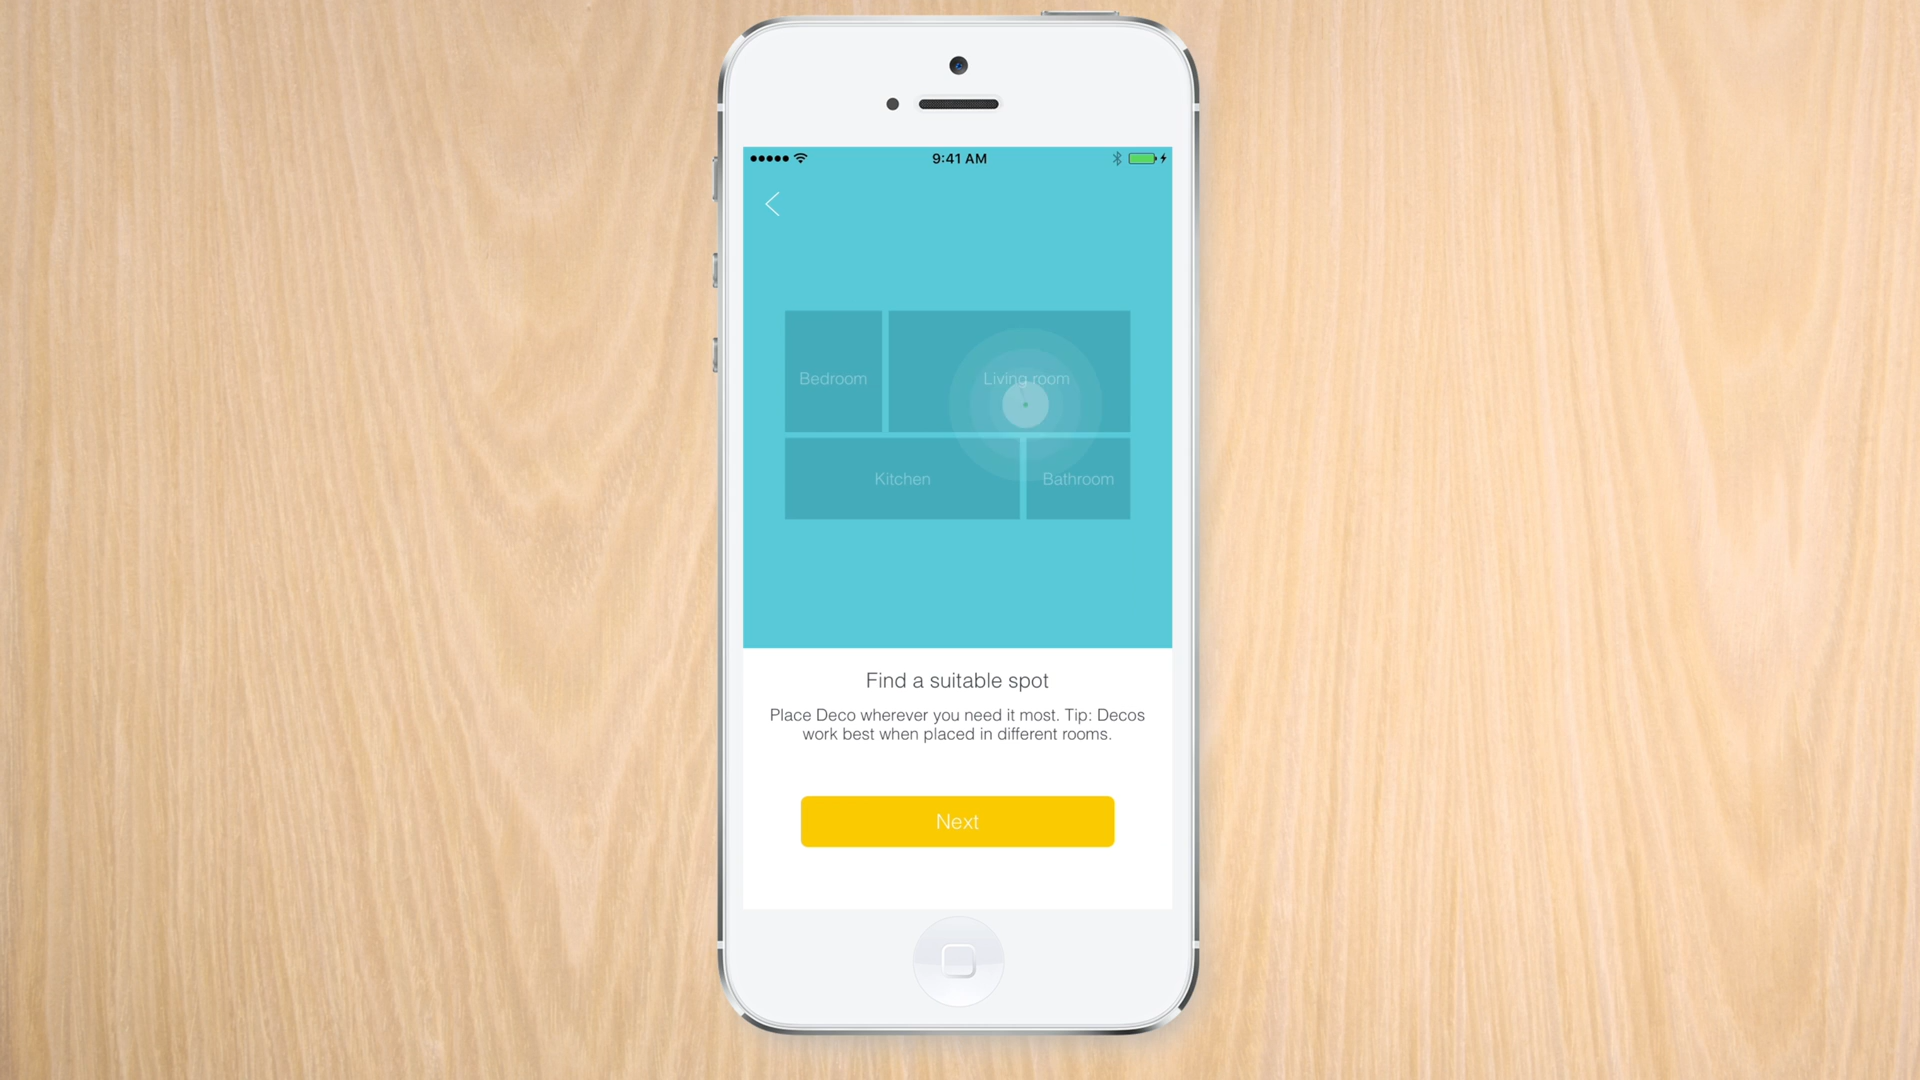 9:41 AM
Bedroom
Living room
Kitchen
Bathroom
Find a suitable spot
Place Deco wherever you need it most. Tip: Decos
work best when placed in different rooms.
Next